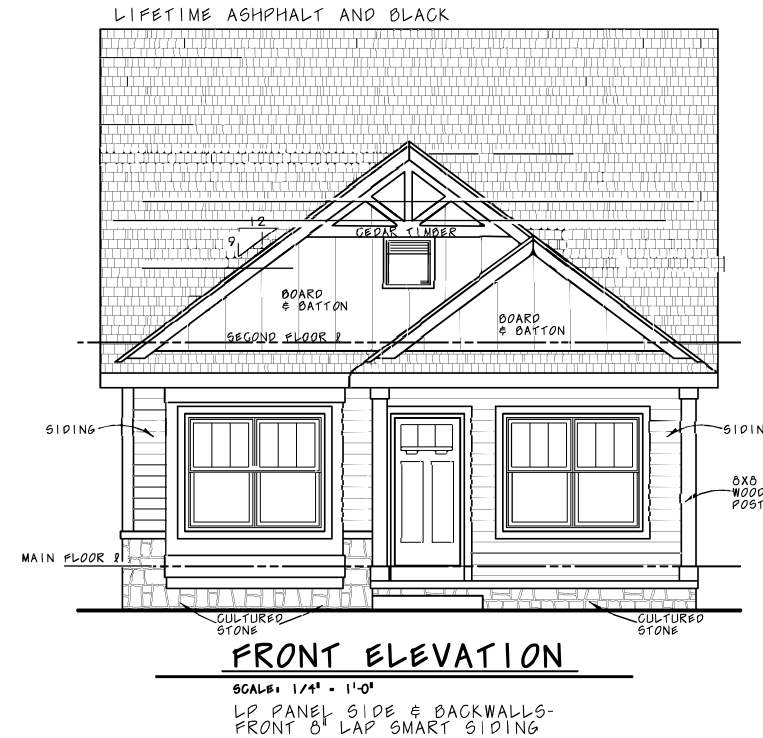 LIFETIME ASHPHALT AND BLACK
12
9
CEDAR TIMBER
BOARD
& BATTON
BOARD
& BATTON
SECOND FLOOR ℓ
SIDING
SIDIN
8X8
WOOD
POST
MAIN FLOOR ℓ
CULTURED
STONE
CULTURED
STONE
FRONT ELEVATION
SCALE: 1/4" = 1'-0"
LP PANEL SIDE & BACKWALLS-
FRONT 8" LAP SMART SIDING